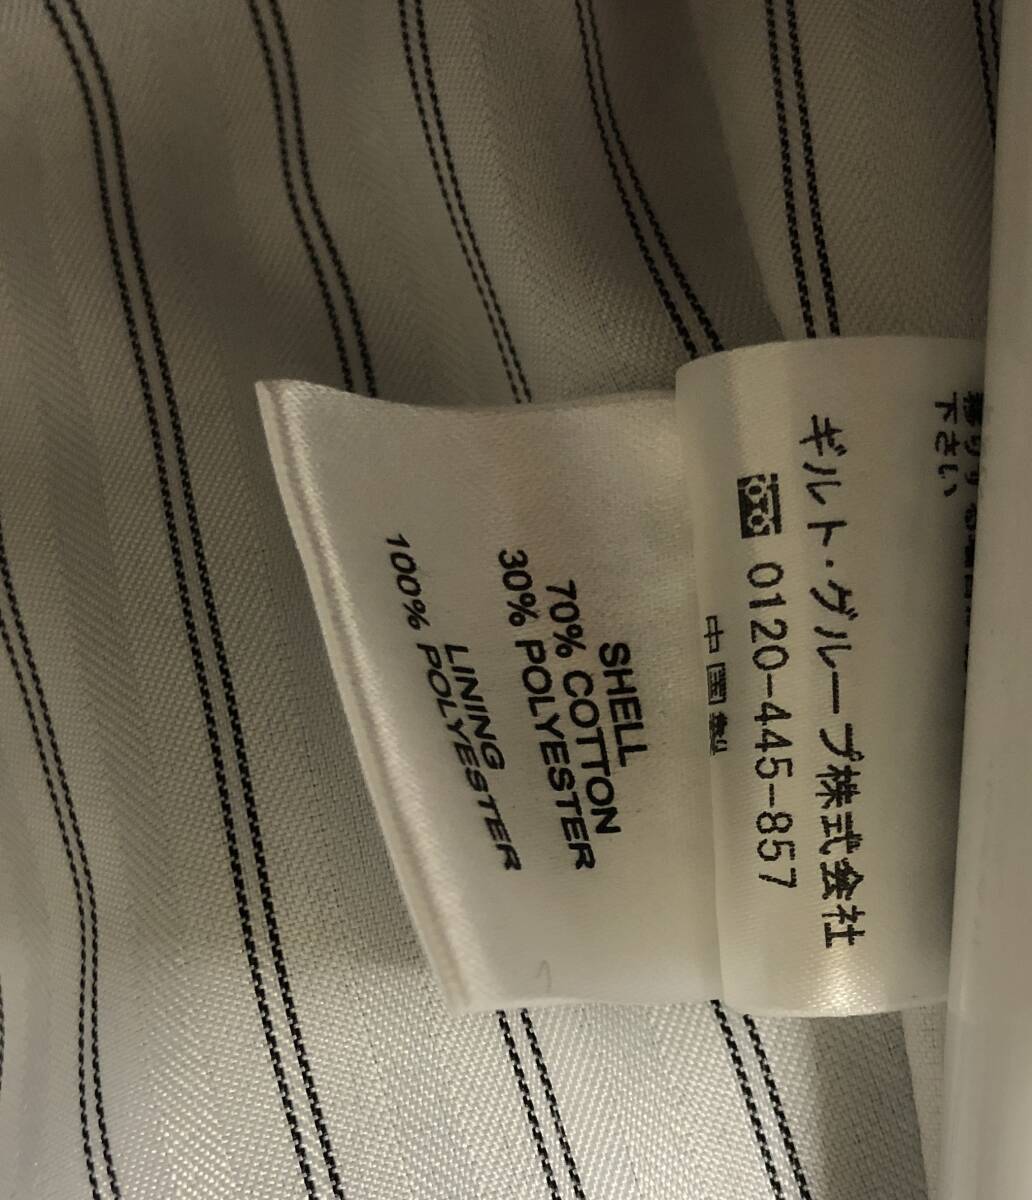 下さい
ギルト・グループ株式会社
0120-445-857
中国製
SHELL
70% COTTON
30% POLYESTER
LINING
100% POLYESTER